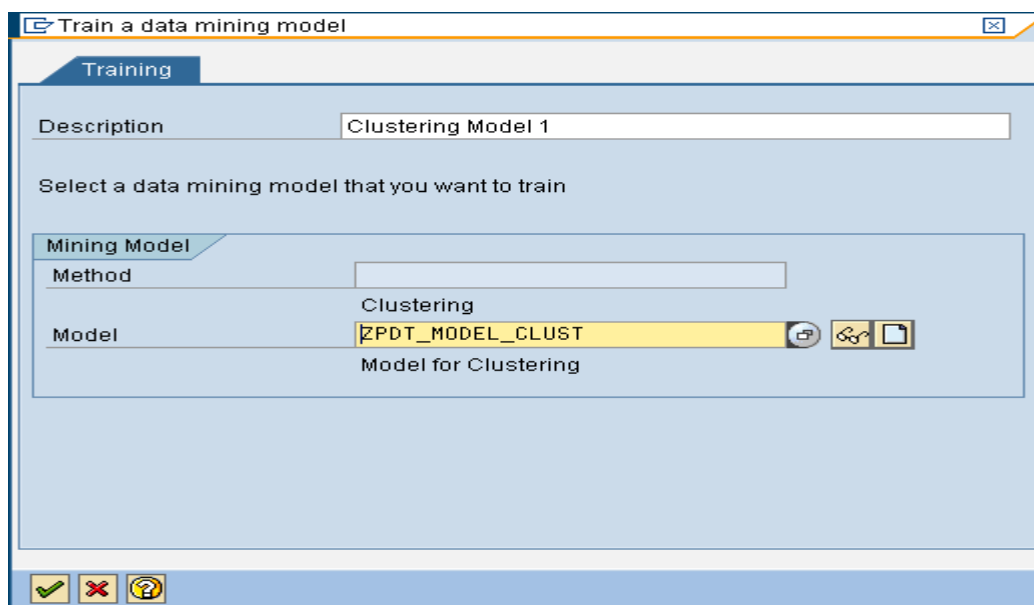 Train a data mining model
Training
Description Clustering Model 1
Select a data mining model that you want to train
Mining Model
Method
Clustering
Model ZPDT_MODEL_CLUST
Model for Clustering